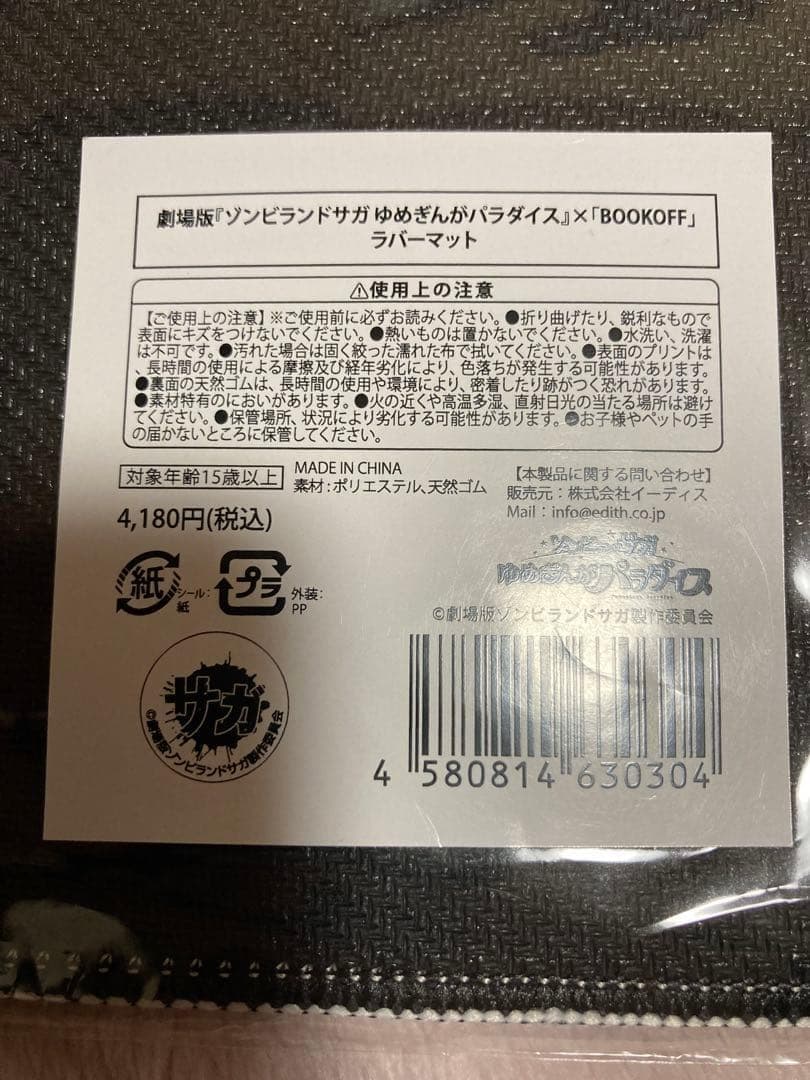 劇場版『ゾンビランドサガ ゆめぎんがパラダイス』×「BOOKOFF」
ラバーマット
⚠使用上の注意
【ご使用上の注意】※ご使用前に必ずお読みください。●折り曲げたり、鋭利なもので
表面にキズをつけないでください。●熱いものは置かないでください。●水洗い、洗濯
は不可です。●汚れた場合は固く絞った濡れた布で拭いてください。●表面のプリントは
、長時間の使用による摩擦及び経年劣化により、色落ちが発生する可能性があります。
●裏面の天然ゴムは、長時間の使用や環境により、密着したり跡がつく恐れがあります。
●素材特有のにおいがあります。●火の近くや高温多湿、直射日光の当たる場所は避け
てください。●保管場所、状況により劣化する可能性があります。●お子様やペットの手
の届かないところに保管してください。
対象年齢15歳以上
MADE IN CHINA
素材：ポリエステル、天然ゴム
4,180円(税込)
【本製品に関する問い合わせ】
販売元：株式会社イーディス
Mail：info@edith.co.jp
紙
シール：
紙
プラ
外装：
PP
ゾンビランドサガ
ゆめぎんがパラダイス
©劇場版ゾンビランドサガ製作委員会
サガ
©劇場版ゾンビランドサガ製作委員会
4 580814 630304